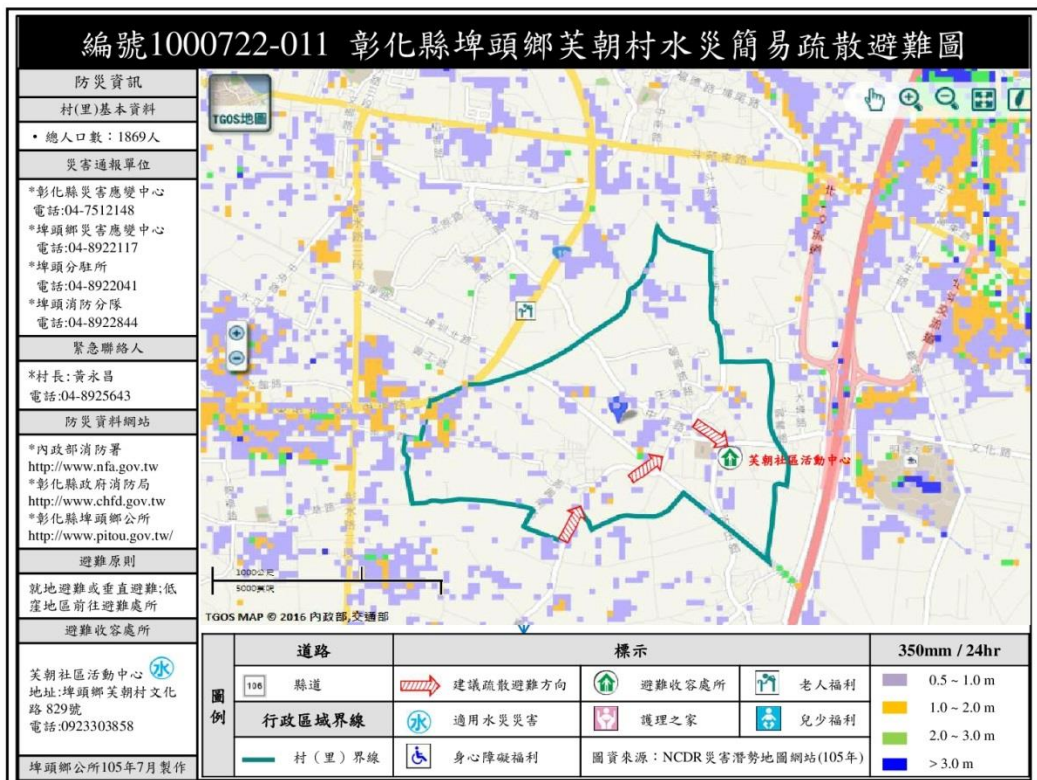 編號1000722-011 彰化縣埤頭鄉芙朝村水災簡易疏散避難圖
防災資訊
村(里)基本資料
• 總人口數：1869人
災害通報單位
*彰化縣災害應變中心
電話:04-7512148
*埤頭鄉災害應變中心
電話:04-8922117
*埤頭分駐所
電話:04-8922041
*埤頭消防分隊
電話:04-8922844
緊急聯絡人
*村長:黃永昌
電話:04-8925643
防災資料網站
*內政部消防署
http://www.nfa.gov.tw
*彰化縣政府消防局
http://www.chfd.gov.tw
*彰化縣埤頭鄉公所
http://www.pitou.gov.tw/
避難原則
就地避難或垂直避難;低
窪地區前往避難處所
避難收容處所
芙朝社區活動中心 水
地址:埤頭鄉芙朝村文化
路 829號
電話:0923303858
埤頭鄉公所105年7月製作
TGOS地圖
芙朝社區活動中心
文化路
1000公尺
5000英呎
TGOS MAP © 2016 內政部,交通部
圖例
道路
106 縣道
行政區域界線
村（里）界線
標示
建議疏散避難方向
避難收容處所
老人福利
水 適用水災災害
護理之家
兒少福利
身心障礙福利
圖資來源：NCDR災害潛勢地圖網站(105年)
350mm / 24hr
0.5 ~ 1.0 m
1.0 ~ 2.0 m
2.0 ~ 3.0 m
> 3.0 m